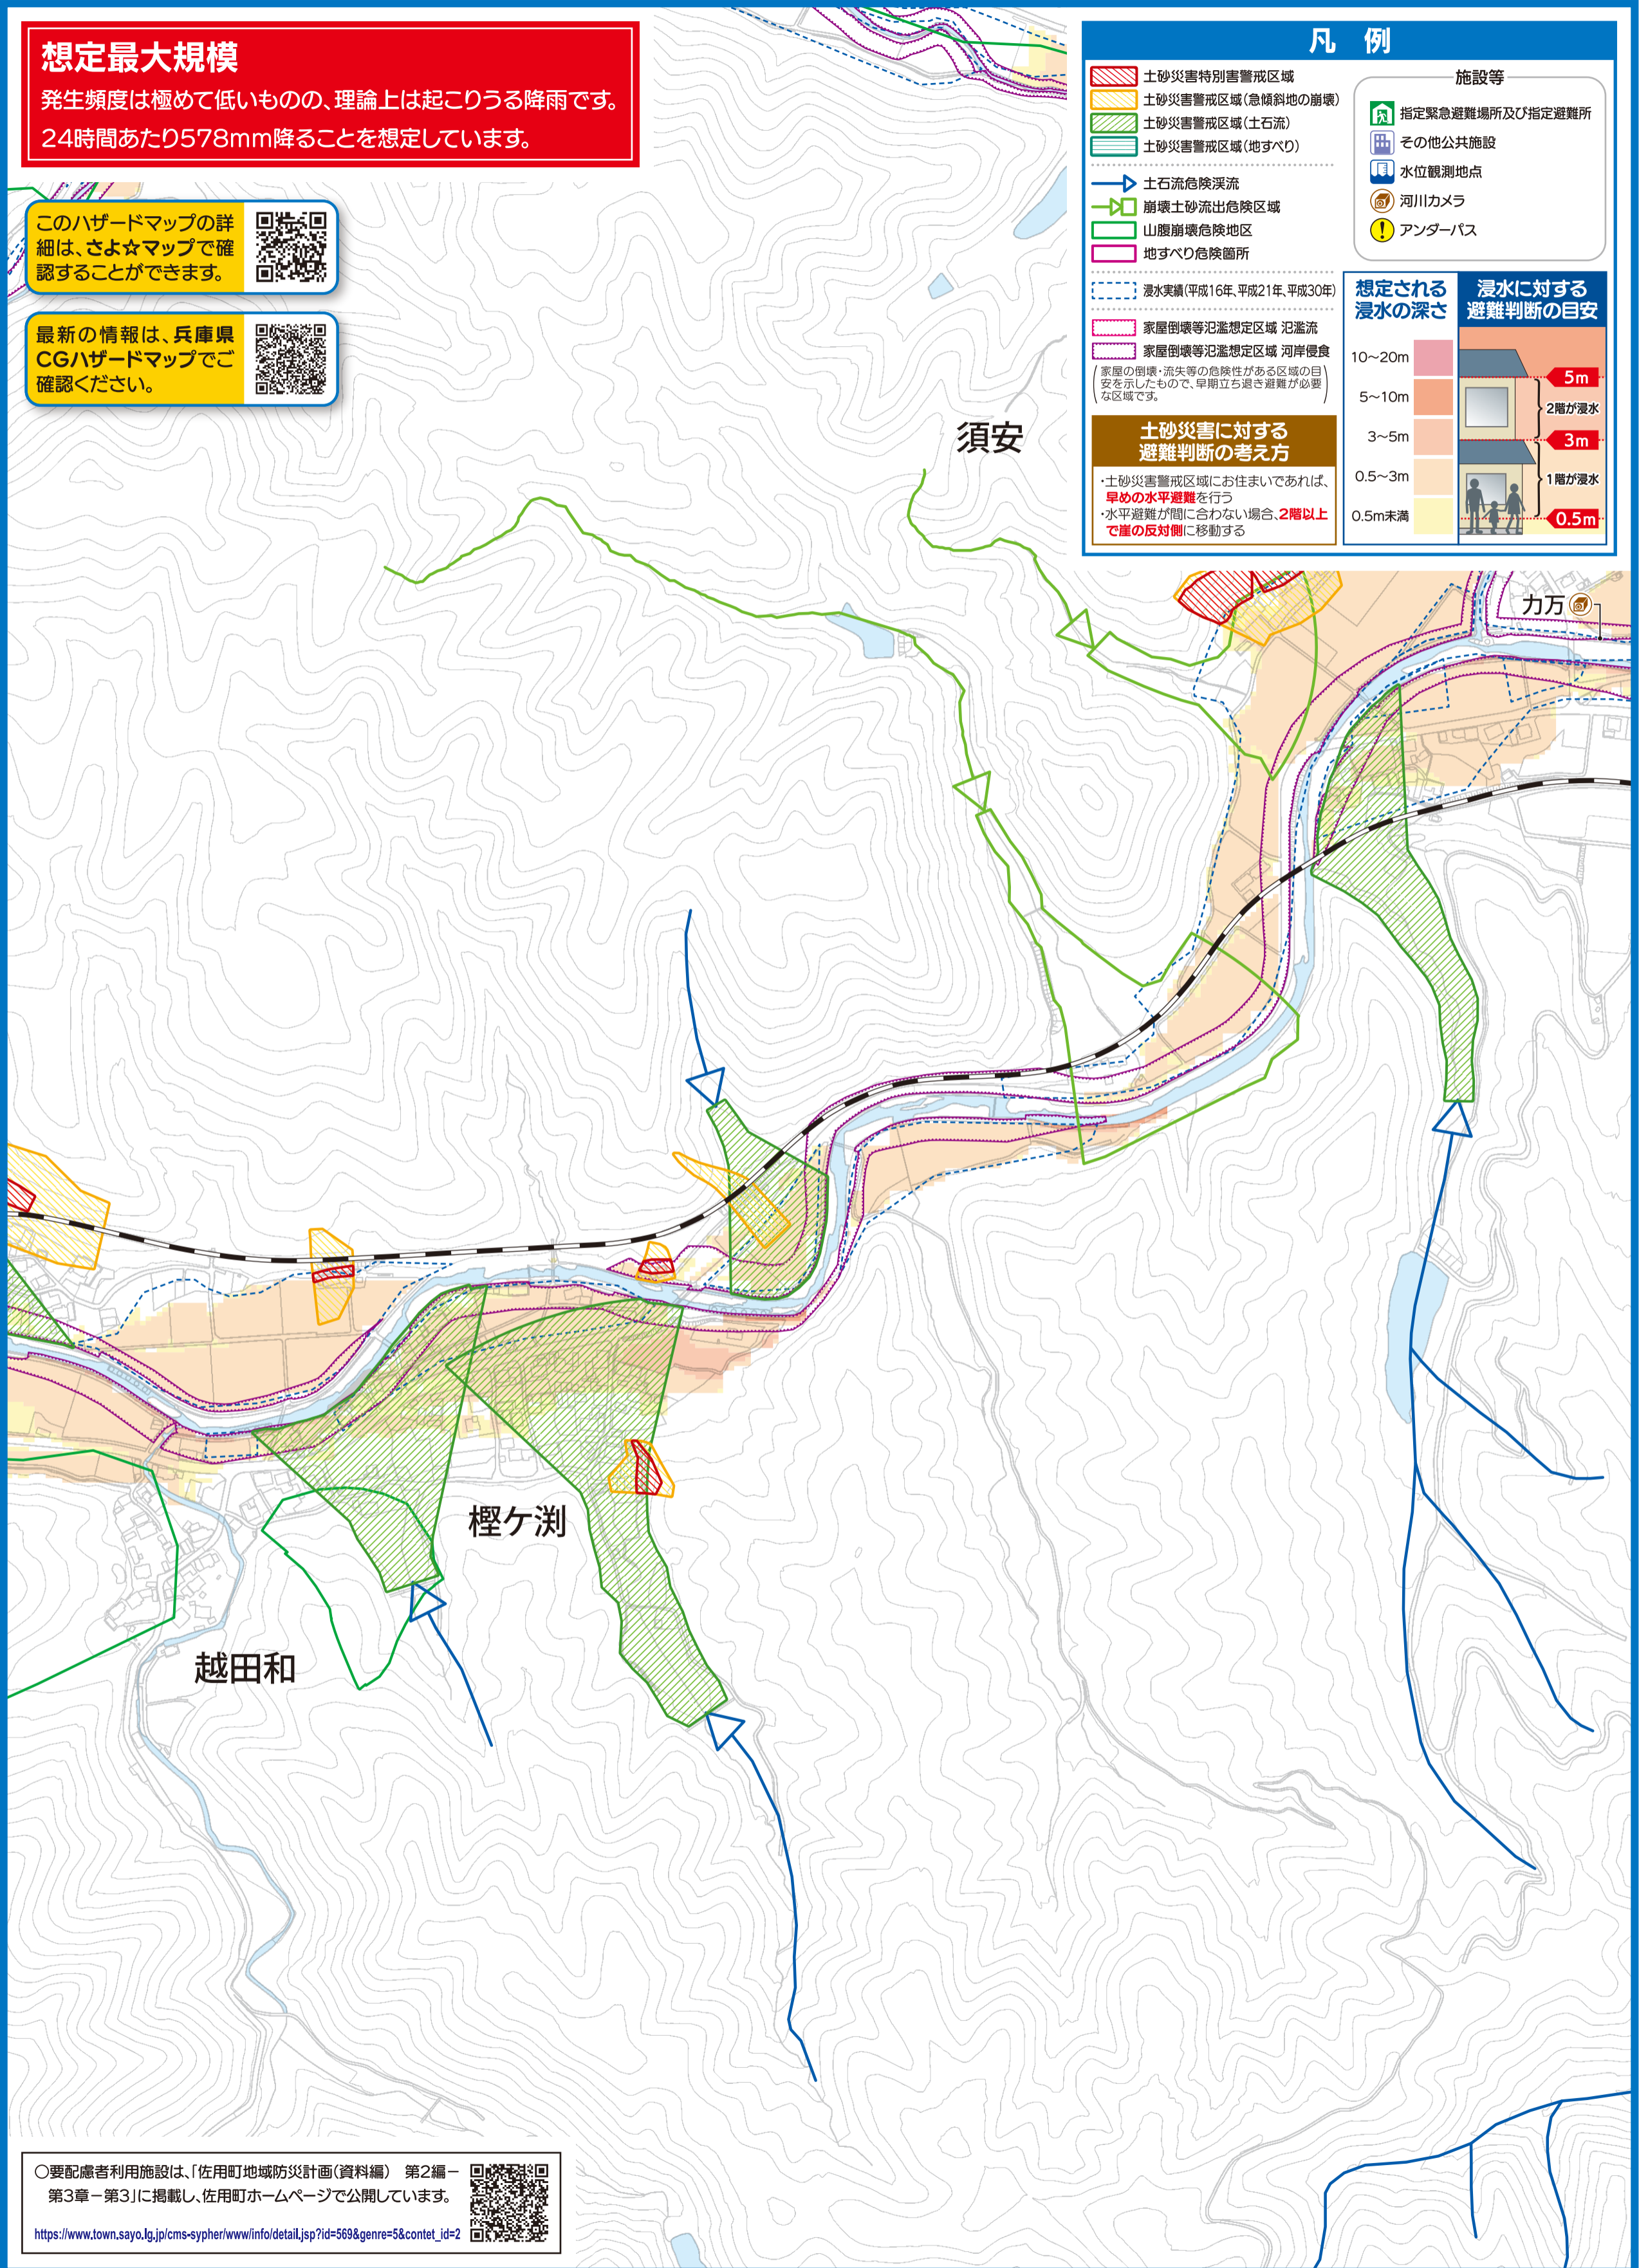 想定最大規模
発生頻度は極めて低いものの、理論上は起こりうる降雨です。
24時間あたり578mm降ることを想定しています。
このハザードマップの詳
細は、さよ☆マップで確
認することができます。
最新の情報は、兵庫県
CGハザードマップでご
確認ください。
凡 例
土砂災害特別害警戒区域
土砂災害警戒区域(急傾斜地の崩壊)
土砂災害警戒区域(土石流)
土砂災害警戒区域(地すべり)
土石流危険渓流
崩壊土砂流出危険区域
山腹崩壊危険地区
地すべり危険箇所
浸水実績(平成16年、平成21年、平成30年)
家屋倒壊等氾濫想定区域 氾濫流
家屋倒壊等氾濫想定区域 河岸侵食
家屋の倒壊・流失等の危険性がある区域の目
安を示したもので、早期立ち退き避難が必要
な区域です。
土砂災害に対する
避難判断の考え方
・土砂災害警戒区域にお住まいであれば、
早めの水平避難を行う
・水平避難が間に合わない場合、2階以上
で崖の反対側に移動する
施設等
指定緊急避難場所及び指定避難所
その他公共施設
水位観測地点
河川カメラ
アンダーパス
想定される
浸水の深さ
10～20m
5～10m
3～5m
0.5～3m
0.5m未満
浸水に対する
避難判断の目安
5m
2階が浸水
3m
1階が浸水
0.5m
須安
力万
樫ケ渕
越田和
○要配慮者利用施設は、「佐用町地域防災計画(資料編) 第2編－
第3章－第3」に掲載し、佐用町ホームページで公開しています。
https://www.town.sayo.lg.jp/cms-sypher/www/info/detail.jsp?id=569&genre=5&contet_id=2